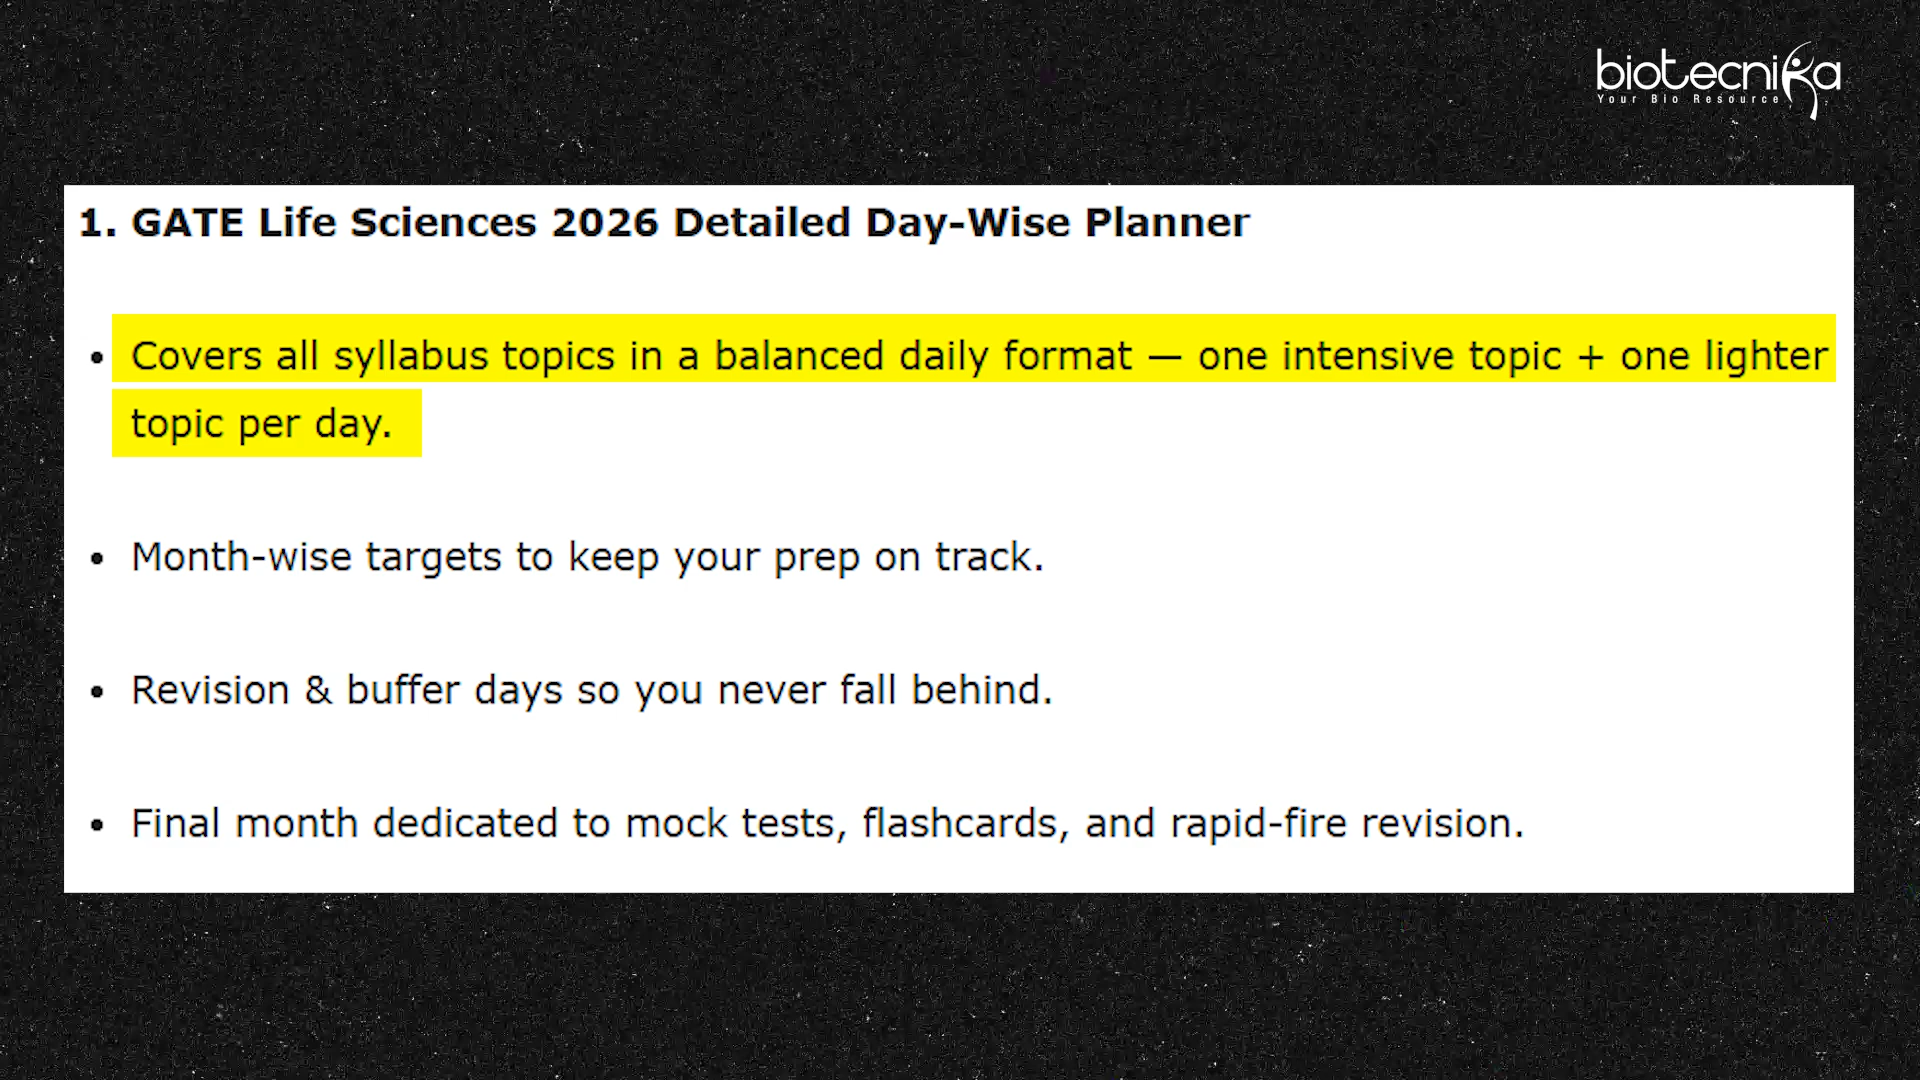 biotecnika
Your Bio Resource
1. GATE Life Sciences 2026 Detailed Day-Wise Planner
• Covers all syllabus topics in a balanced daily format — one intensive topic + one lighter
topic per day.
• Month-wise targets to keep your prep on track.
• Revision & buffer days so you never fall behind.
• Final month dedicated to mock tests, flashcards, and rapid-fire revision.